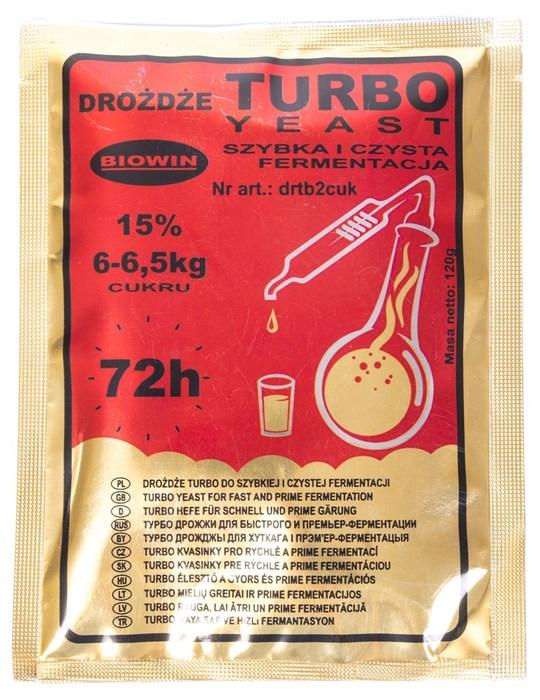 DROŻDŻE TURBO
YEAST
SZYBKA I CZYSTA
FERMENTACJA
BIOWIN
Nr art.: drtb2cuk
15%
6-6,5kg
CUKRU
Masa netto: 120g
72h
PL DROŻDŻE TURBO DO SZYBKIEJ I CZYSTEJ FERMENTACJI
GB TURBO YEAST FOR FAST AND PRIME FERMENTATION
D TURBO HEFE FÜR SCHNELL UND PRIME GÄRUNG
RUS ТУРБО ДРОЖЖИ ДЛЯ БЫСТРОГО И ПРЕМЬЕР-ФЕРМЕНТАЦИИ
BY ТУРБО ДРОЖДЖЫ ДЛЯ ХУТКАГА І ПРЭМ'ЕР-ФЕРМЕНТАЦЫЯ
CZ TURBO KVASINKY PRO RYCHLÉ A PRIME FERMENTACÍ
SK TURBO KVASINKY PRE RÝCHLE A PRIME FERMENTÁCIOU
HU TURBO ÉLESZTŐ A GYORS ÉS PRIME FERMENTÁCIÓS
LT TURBO MIELIŲ GREITAI IR PRIME FERMENTACIJOS
LV TURBO RAUGA, LAI ĀTRI UN PRIME FERMENTĀCIJĀ
TR TURBO VE HIZLI FERMANTASYON